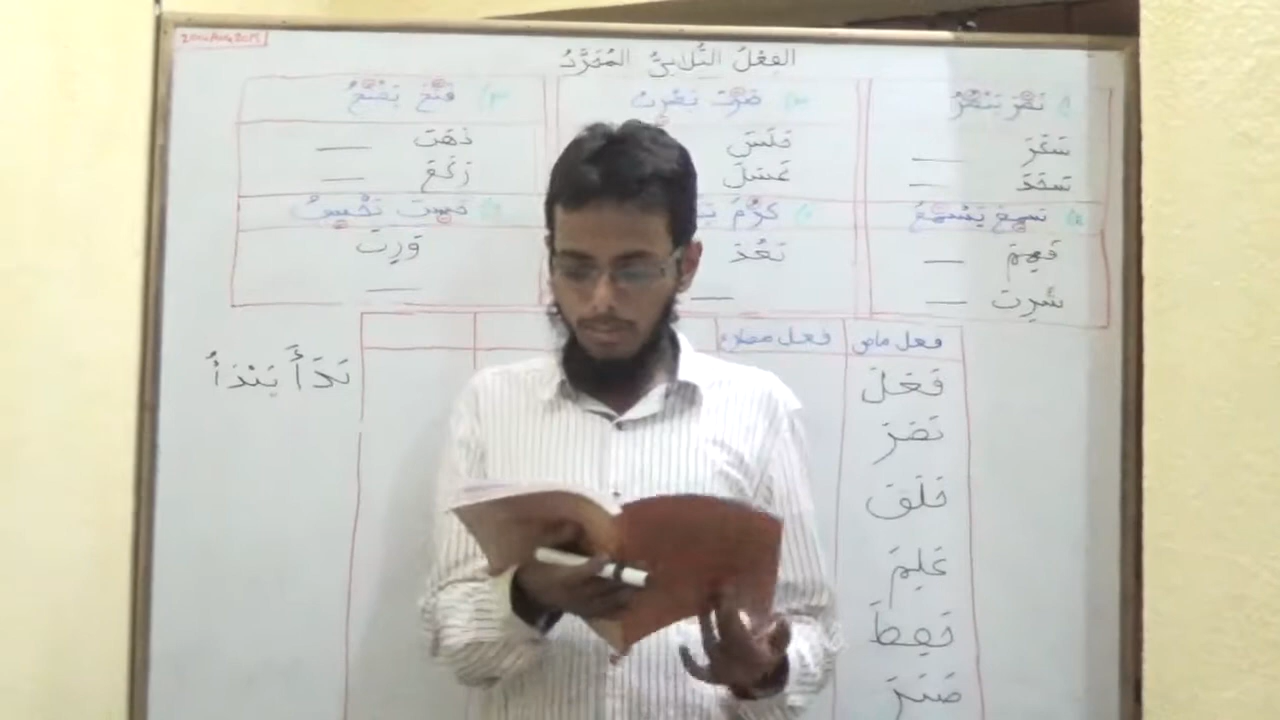 الفِعْلُ الثُّلَاثِيُّ المُجَرَّدُ
نَصَرَ يَنْصُرُ
ضَرَبَ يَضْرِبُ
فَتَحَ يَفْتَحُ
جَلَسَ
ذَهَبَ
سَجَدَ
غَسَلَ
سَمِعَ يَسْمَعُ
كَرُمَ
حَسِبَ يَحْسِبُ
فَهِمَ
بَعُدَ
وَرِثَ
شَرِبَ
فعل ماض
فعل مضارع
فَعَلَ
بَدَأَ يَبْدَأُ
نَصَرَ
عَلِمَ
حَفِظَ